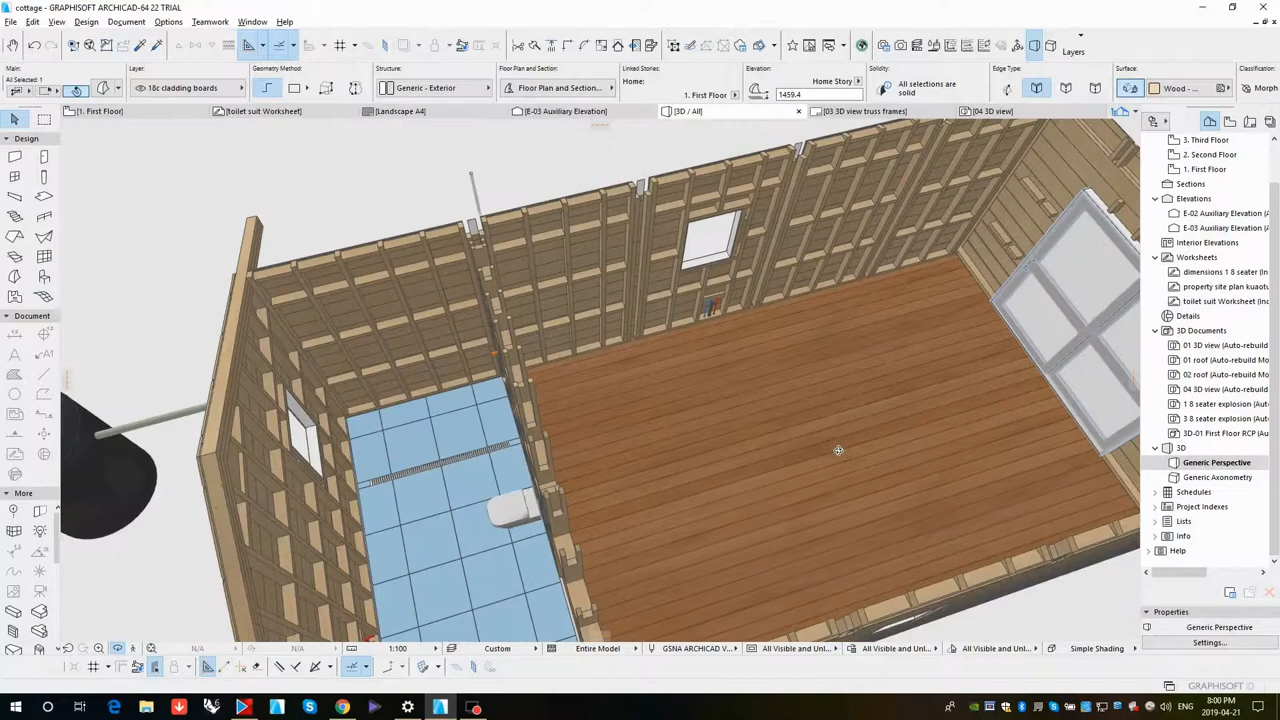 cottage - GRAPHISOFT ARCHICAD-64 22 TRIAL
File Edit View Design Document Options Teamwork Window Help
Layers
Main: Layer: Geometry Method: Structure: Floor Plan and Section: Linked Stories: Elevation: Solidity: Edge Type: Surface: Classification:
All Selected: 1
18c cladding boards
Generic - Exterior
Floor Plan and Section...
Home:
1. First Floor
Home Story
1459.4
All selections are solid
Wood - ...
Morph
[1. First Floor] [toilet suit Worksheet] [Landscape A4] [E-03 Auxiliary Elevation] [3D / All] [03 3D view truss frames] [04 3D view]
Design
Document
More
3. Third Floor
2. Second Floor
1. First Floor
Sections
Elevations
E-02 Auxiliary Elevation (A
E-03 Auxiliary Elevation (A
Interior Elevations
Worksheets
dimensions 1 8 seater (Inc
property site plan kuaotu
toilet suit Worksheet (Ind
Details
3D Documents
01 3D view (Auto-rebuild
01 roof (Auto-rebuild Mo
02 roof (Auto-rebuild Mo
04 3D view (Auto-rebuild
1 8 seater explosion (Aut
3 8 seater explosion (Aut
3D-01 First Floor RCP (Au
3D
Generic Perspective
Generic Axonometry
Schedules
Project Indexes
Lists
Info
Help
Properties
Generic Perspective
Settings...
N/A N/A 1:100 Custom Entire Model GSNA ARCHICAD V... All Visible and Unl... All Visible and Unl... All Visible and Unl... Simple Shading
GRAPHISOFT
ENG
8:00 PM
2019-04-21